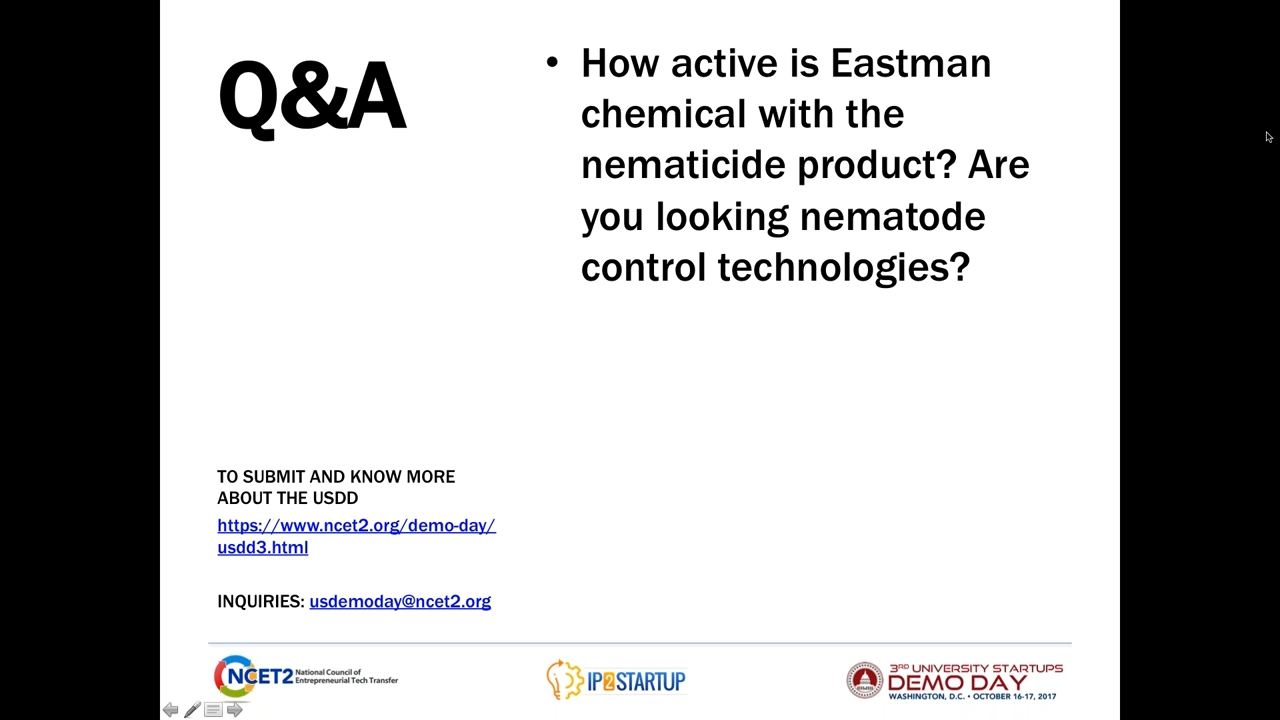 Q&A
• How active is Eastman
chemical with the
nematicide product? Are
you looking nematode
control technologies?
TO SUBMIT AND KNOW MORE
ABOUT THE USDD
https://www.ncet2.org/demo-day/
usdd3.html
INQUIRIES: usdemoday@ncet2.org
NCET2 National Council of
Entrepreneurial Tech Transfer
IP2STARTUP
3RD UNIVERSITY STARTUPS
DEMO DAY
WASHINGTON, D.C. • OCTOBER 16-17, 2017